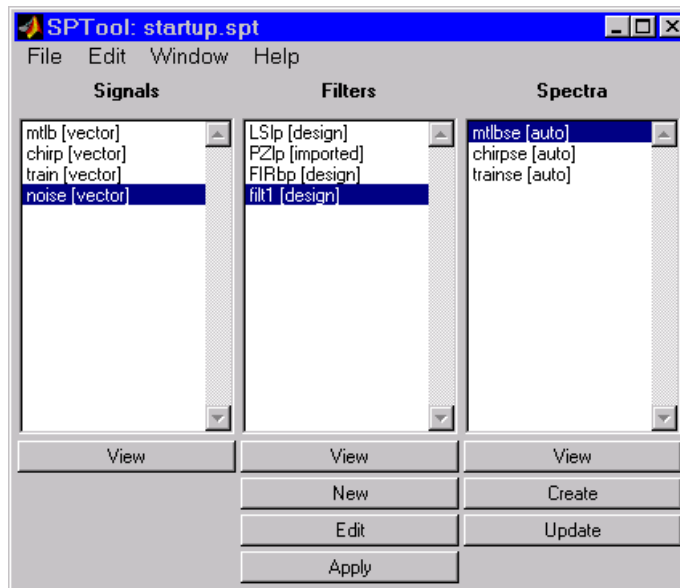 SPTool: startup.spt
File Edit Window Help
Signals
mtlb [vector]
chirp [vector]
train [vector]
noise [vector]
View
Filters
LSlp [design]
PZlp [imported]
FIRbp [design]
filt1 [design]
View
New
Edit
Apply
Spectra
mtlbse [auto]
chirpse [auto]
trainse [auto]
View
Create
Update